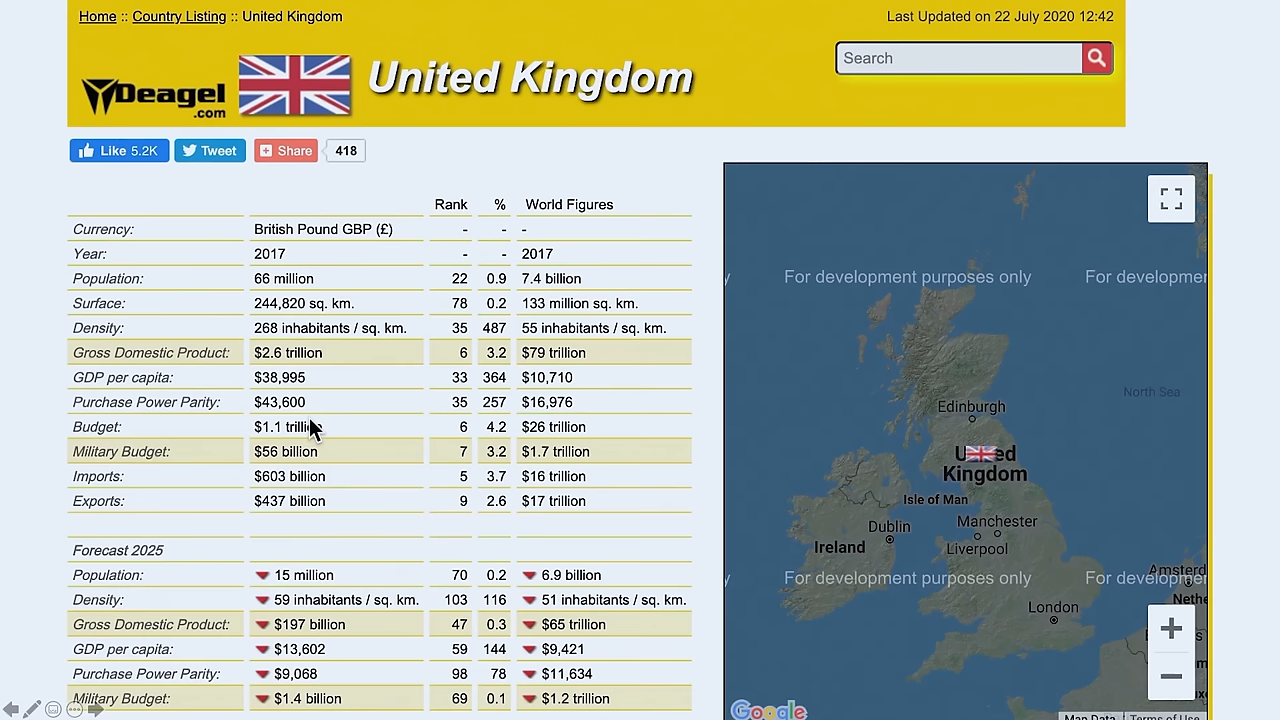 Home :: Country Listing :: United Kingdom
Last Updated on 22 July 2020 12:42
Search
Deagel
.com
United Kingdom
Like 5.2K
Tweet
Share
418
Rank % World Figures
Currency: British Pound GBP (£) - - -
Year: 2017 - - 2017
Population: 66 million 22 0.9 7.4 billion
Surface: 244,820 sq. km. 78 0.2 133 million sq. km.
Density: 268 inhabitants / sq. km. 35 487 55 inhabitants / sq. km.
Gross Domestic Product: $2.6 trillion 6 3.2 $79 trillion
GDP per capita: $38,995 33 364 $10,710
Purchase Power Parity: $43,600 35 257 $16,976
Budget: $1.1 trillion 6 4.2 $26 trillion
Military Budget: $56 billion 7 3.2 $1.7 trillion
Imports: $603 billion 5 3.7 $16 trillion
Exports: $437 billion 9 2.6 $17 trillion
Forecast 2025
Population: 15 million 70 0.2 6.9 billion
Density: 59 inhabitants / sq. km. 103 116 51 inhabitants / sq. km.
Gross Domestic Product: $197 billion 47 0.3 $65 trillion
GDP per capita: $13,602 59 144 $9,421
Purchase Power Parity: $9,068 98 78 $11,634
Military Budget: $1.4 billion 69 0.1 $1.2 trillion
y For development purposes only For developmer
North Sea
Edinburgh
United
Kingdom
Isle of Man
Dublin
Manchester
Ireland
Liverpool
Amsterd
y For development purposes only For developmer
Nethe
London
Google
Map Data
Terms of Use